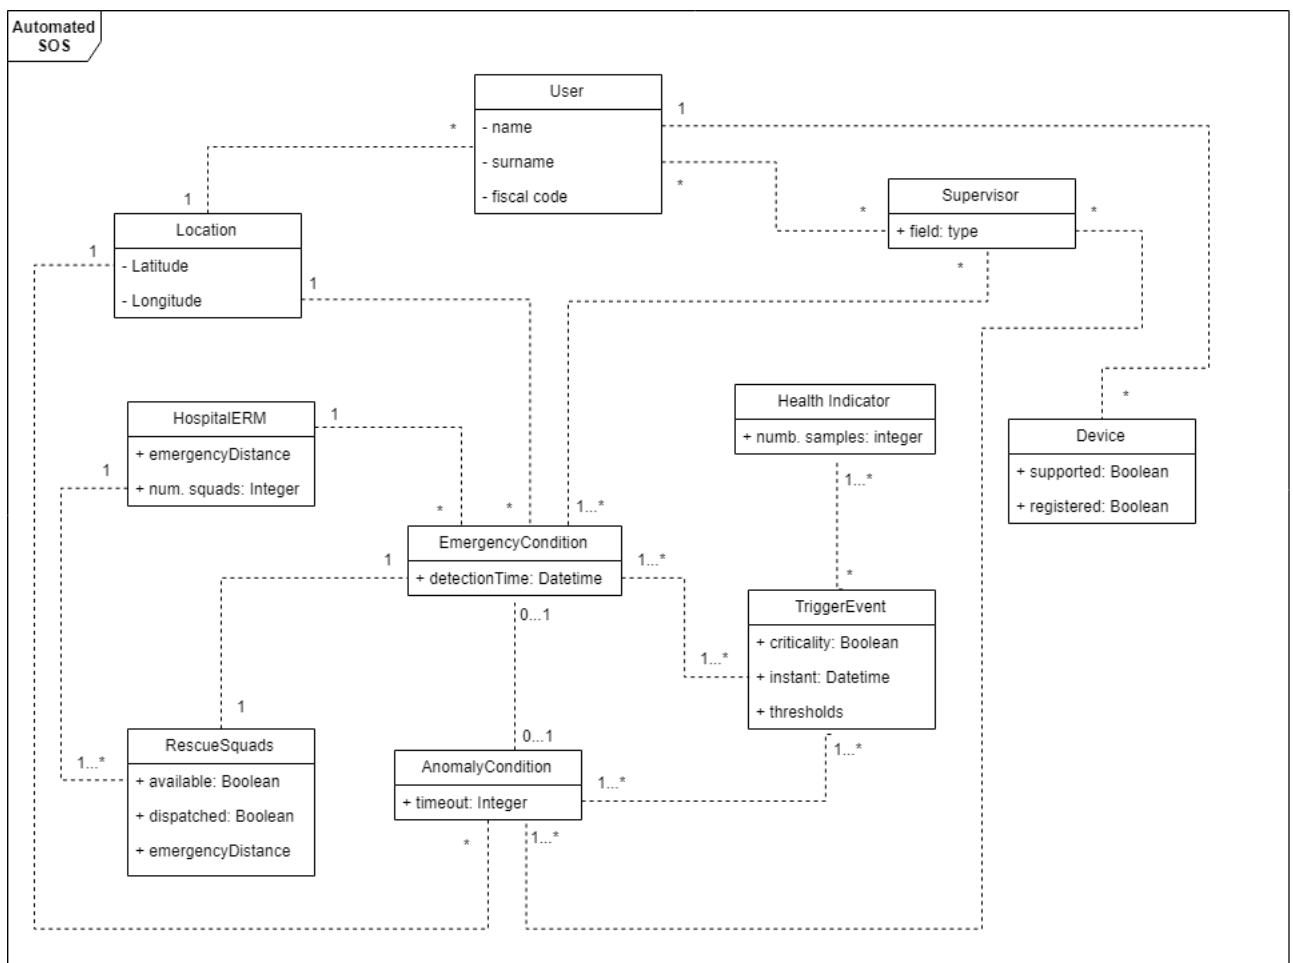 Automated
SOS
User
- name
- surname
- fiscal code
1
*
*
1
Supervisor
+ field: type
*
*
*
Location
- Latitude
- Longitude
1
1
HospitalERM
+ emergencyDistance
+ num. squads: Integer
1
1
Health Indicator
+ numb. samples: integer
1...*
Device
+ supported: Boolean
+ registered: Boolean
*
*
*
1...*
EmergencyCondition
+ detectionTime: Datetime
1
1...*
0...1
*
TriggerEvent
+ criticality: Boolean
+ instant: Datetime
+ thresholds
1...*
1...*
1
RescueSquads
+ available: Boolean
+ dispatched: Boolean
+ emergencyDistance
1...*
0...1
AnomalyCondition
+ timeout: Integer
1...*
*
1...*